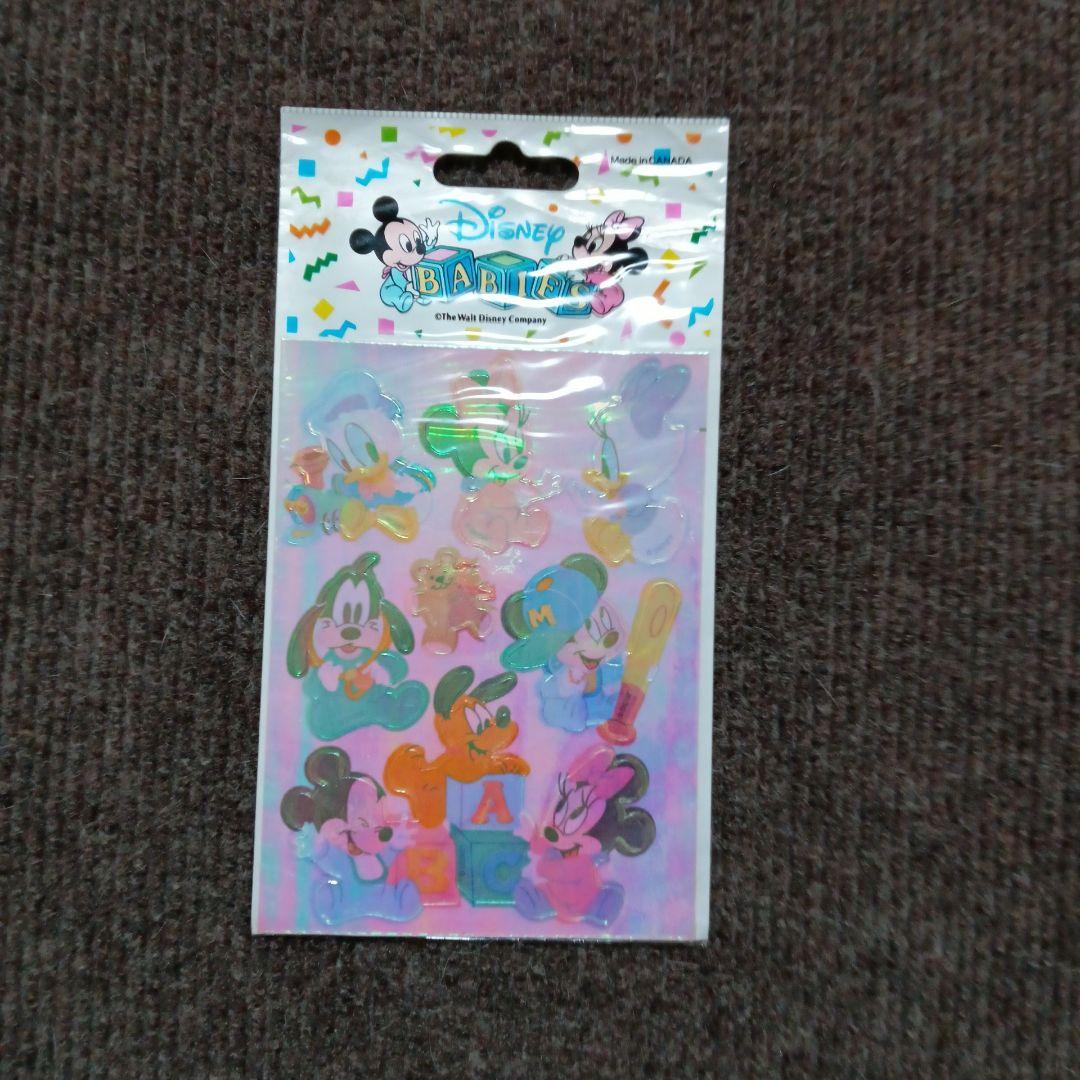 Made in CANADA
DISNEY
BABIES
©The Walt Disney Company
M
A
B C